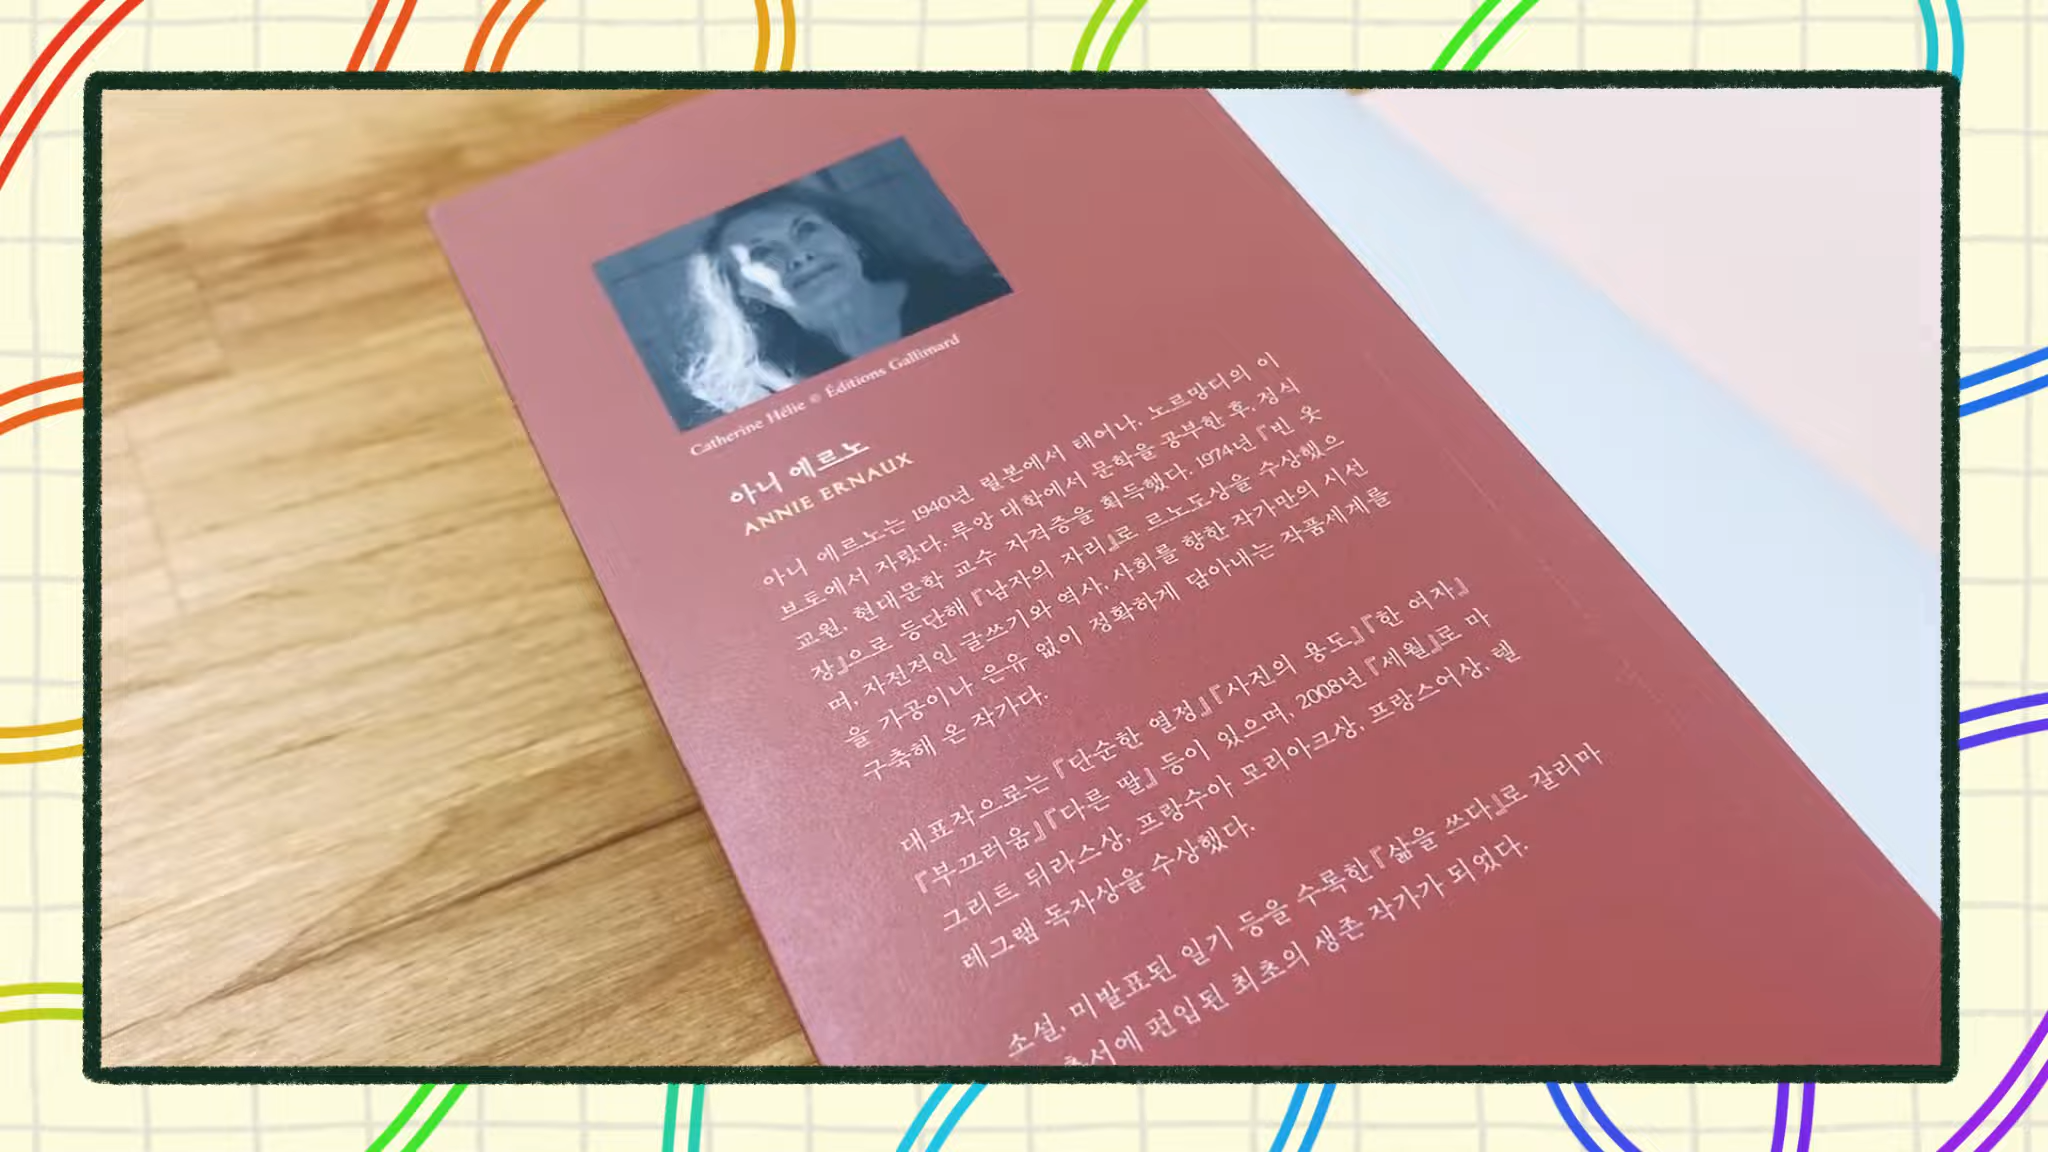 Catherine Hélie © Éditions Gallimard
아니 에르노
ANNIE ERNAUX
아니 에르노는 1940년 릴본에서 태어나, 노르망디의 이
브토에서 자랐다. 루앙 대학에서 문학을 공부한 후, 정식
교원, 현대문학 교수 자격증을 획득했다. 1974년 『빈 옷
장』으로 등단해 『남자의 자리』로 르노도상을 수상했으
며, 자전적인 글쓰기와 역사, 사회를 향한 작가만의 시선
을 가공이나 은유 없이 정확하게 담아내는 작품세계를
구축해 온 작가다.
대표작으로는 『단순한 열정』『사진의 용도』『한 여자』
『부끄러움』『다른 딸』 등이 있으며, 2008년 『세월』로 마
그리트 뒤라스상, 프랑수아 모리아크상, 프랑스어상, 텔
레그램 독자상을 수상했다.
소설, 미발표된 일기 등을 수록한 『삶을 쓰다』로 갈리마
총서에 편입된 최초의 생존 작가가 되었다.